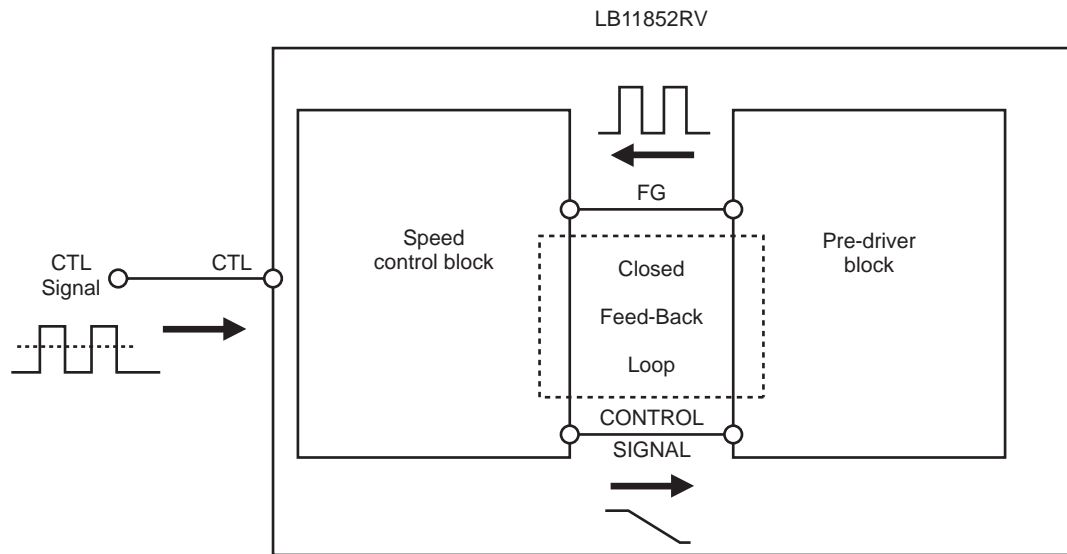 LB11852RV
FG
Speed
control block
Pre-driver
block
CTL
Signal
CTL
Closed
Feed-Back
Loop
CONTROL
SIGNAL